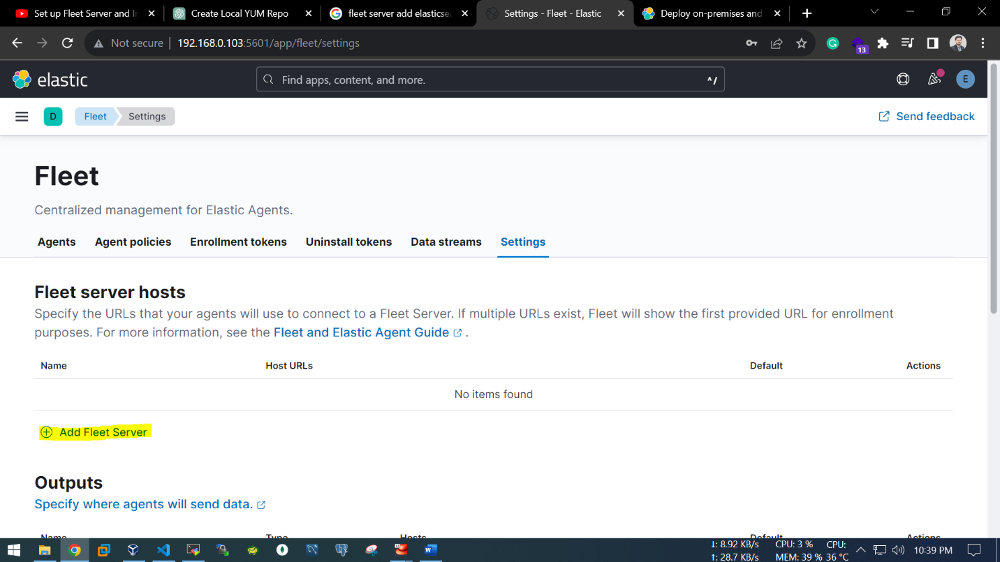 Set up Fleet Server and In
Create Local YUM Repo
fleet server add elasticsea
Settings - Fleet - Elastic
Deploy on-premises and
Not secure
192.168.0.103:5601/app/fleet/settings
G
13
elastic
Find apps, content, and more.
^/
E
D
Fleet
Settings
Send feedback
Fleet
Centralized management for Elastic Agents.
Agents
Agent policies
Enrollment tokens
Uninstall tokens
Data streams
Settings
Fleet server hosts
Specify the URLs that your agents will use to connect to a Fleet Server. If multiple URLs exist, Fleet will show the first provided URL for enrollment
purposes. For more information, see the Fleet and Elastic Agent Guide .
Name Host URLs Default Actions
No items found
Add Fleet Server
Outputs
Specify where agents will send data.
Name Type Hosts Default Actions
↓: 8.92 KB/s CPU: 3 % CPU:
↑: 28.7 KB/s MEM: 39 % 36 °C
10:39 PM